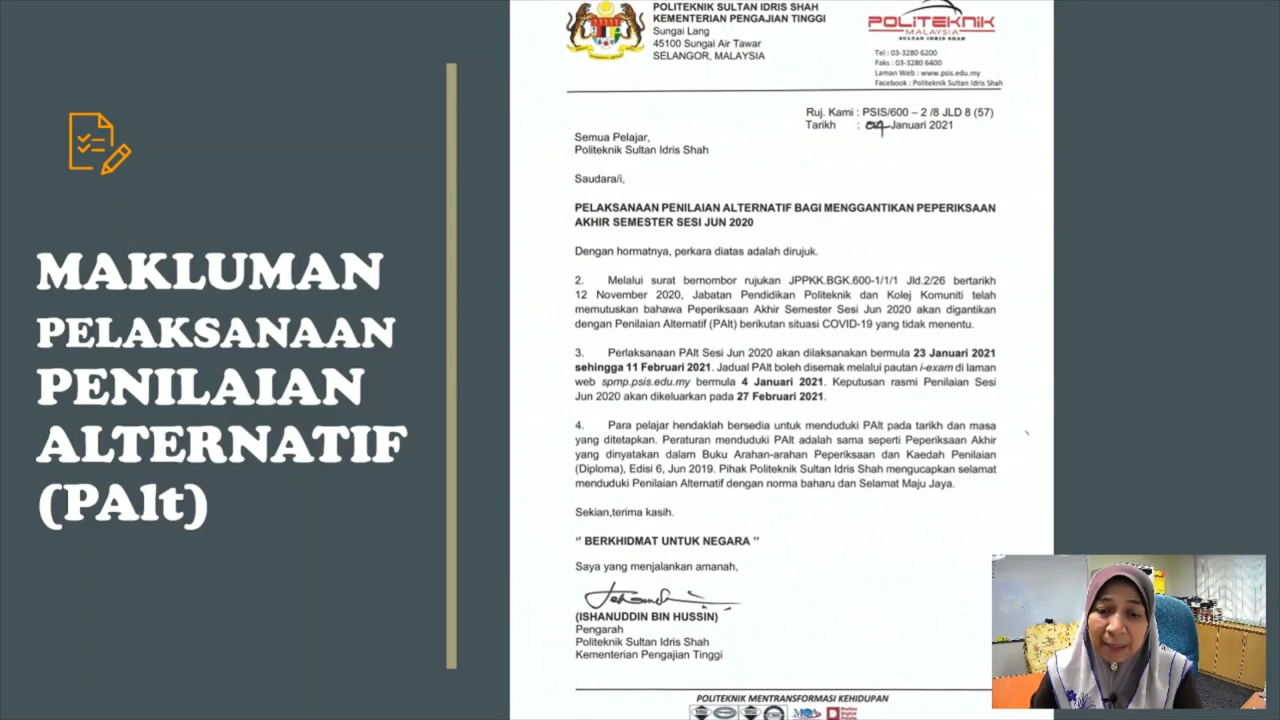 MAKLUMAN
PELAKSANAAN
PENILAIAN
ALTERNATIF
(PAlt)
POLITEKNIK SULTAN IDRIS SHAH
KEMENTERIAN PENGAJIAN TINGGI
Sungai Lang
45100 Sungai Air Tawar
SELANGOR, MALAYSIA
POLITEKNIK
MALAYSIA
SULTAN IDRIS SHAH
Tel : 03-3280 6200
Faks : 03-3280 6400
Laman Web : www.psis.edu.my
Facebook : Politeknik Sultan Idris Shah
Ruj. Kami : PSIS/600 – 2 /8 JLD 8 (57)
Tarikh : 04 Januari 2021
Semua Pelajar,
Politeknik Sultan Idris Shah
Saudara/i,
PELAKSANAAN PENILAIAN ALTERNATIF BAGI MENGGANTIKAN PEPERIKSAAN
AKHIR SEMESTER SESI JUN 2020
Dengan hormatnya, perkara diatas adalah dirujuk.
2. Melalui surat bernombor rujukan JPPKK.BGK.600-1/1/1 Jld.2/26 bertarikh
12 November 2020, Jabatan Pendidikan Politeknik dan Kolej Komuniti telah
memutuskan bahawa Peperiksaan Akhir Semester Sesi Jun 2020 akan digantikan
dengan Penilaian Alternatif (PAlt) berikutan situasi COVID-19 yang tidak menentu.
3. Perlaksanaan PAlt Sesi Jun 2020 akan dilaksanakan bermula 23 Januari 2021
sehingga 11 Februari 2021. Jadual PAlt boleh disemak melalui pautan i-exam di laman
web spmp.psis.edu.my bermula 4 Januari 2021. Keputusan rasmi Penilaian Sesi
Jun 2020 akan dikeluarkan pada 27 Februari 2021.
4. Para pelajar hendaklah bersedia untuk menduduki PAlt pada tarikh dan masa
yang ditetapkan. Peraturan menduduki PAlt adalah sama seperti Peperiksaan Akhir
yang dinyatakan dalam Buku Arahan-arahan Peperiksaan dan Kaedah Penilaian
(Diploma), Edisi 6, Jun 2019. Pihak Politeknik Sultan Idris Shah mengucapkan selamat
menduduki Penilaian Alternatif dengan norma baharu dan Selamat Maju Jaya.
Sekian,terima kasih.
‘’ BERKHIDMAT UNTUK NEGARA ’’
Saya yang menjalankan amanah,
(ISHANUDDIN BIN HUSSIN)
Pengarah
Politeknik Sultan Idris Shah
Kementerian Pengajian Tinggi
POLITEKNIK MENTRANSFORMASI KEHIDUPAN